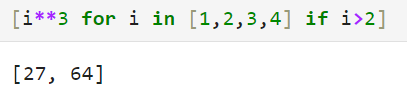 [i**3 for i in [1,2,3,4] if i>2]
[27, 64]